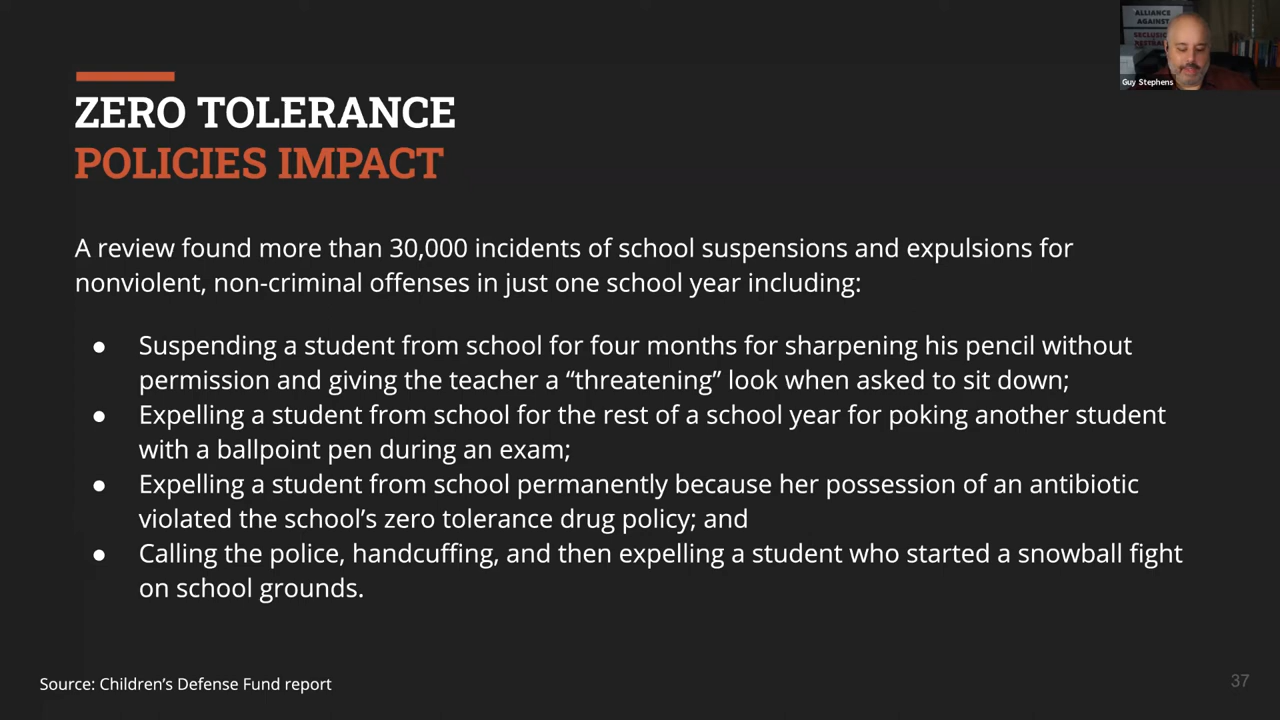 ALLIANCE
AGAINST
SECLUSION
Guy Stephens
ZERO TOLERANCE
POLICIES IMPACT
A review found more than 30,000 incidents of school suspensions and expulsions for
nonviolent, non-criminal offenses in just one school year including:
● Suspending a student from school for four months for sharpening his pencil without
permission and giving the teacher a “threatening” look when asked to sit down;
● Expelling a student from school for the rest of a school year for poking another student
with a ballpoint pen during an exam;
● Expelling a student from school permanently because her possession of an antibiotic
violated the school’s zero tolerance drug policy; and
● Calling the police, handcuffing, and then expelling a student who started a snowball fight
on school grounds.
Source: Children’s Defense Fund report
37